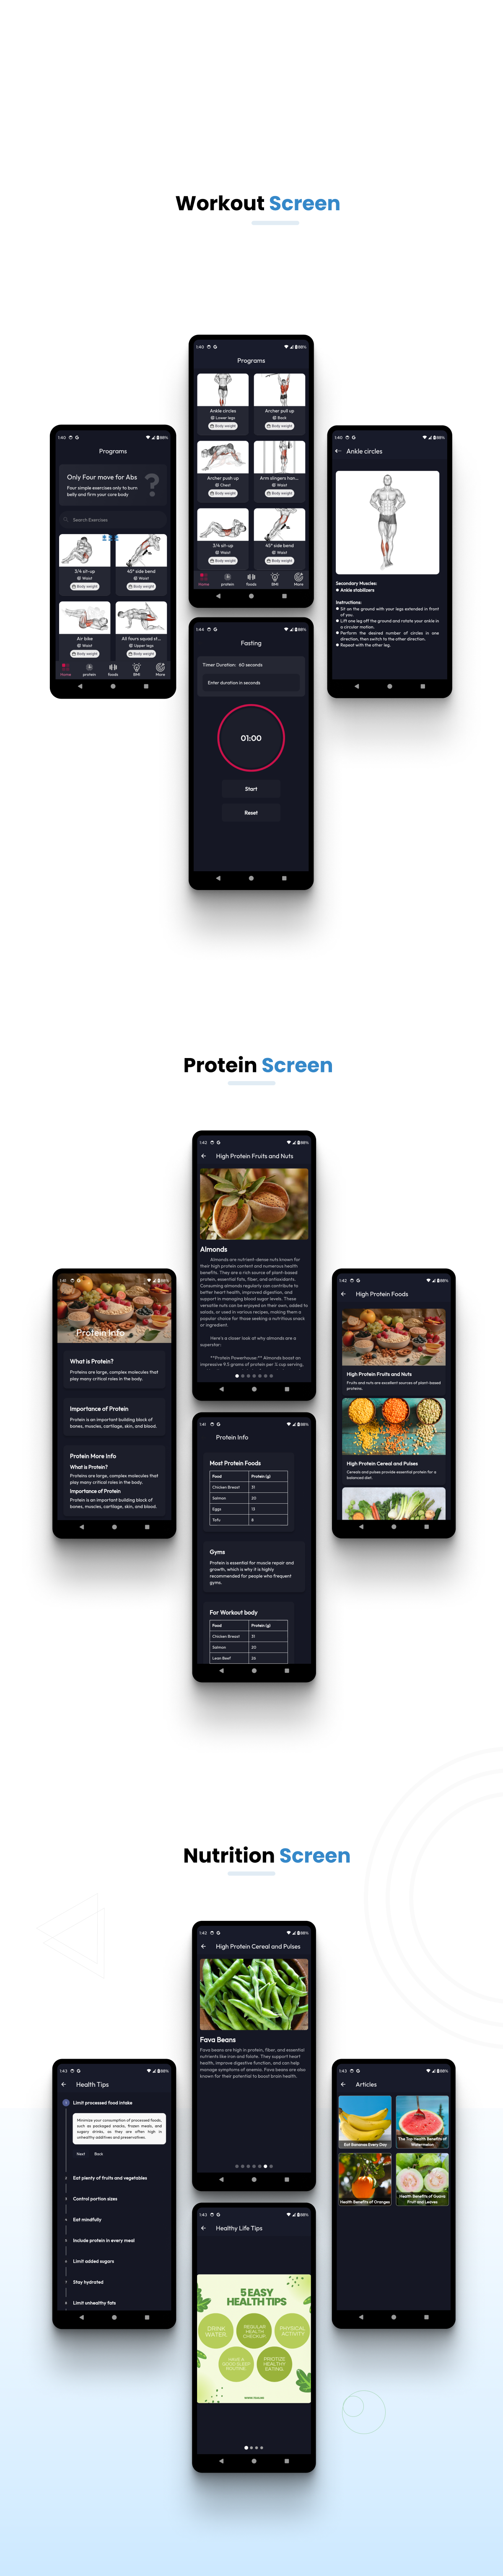 Workout Screen
1:40
88%
Programs
Only Four move for Abs
Four simple exercises only to burn
belly and firm your core body
Search Exercises
3/4 sit-up
Waist
Body weight
45° side bend
Waist
Body weight
Air bike
Waist
Body weight
All fours squad st...
Upper legs
Body weight
Home
protein
foods
BMI
More
1:40
88%
Programs
Ankle circles
Lower legs
Body weight
Archer pull up
Back
Body weight
Archer push up
Chest
Body weight
Arm slingers han...
Waist
Body weight
3/4 sit-up
Waist
Body weight
45° side bend
Waist
Body weight
Home
protein
foods
BMI
More
1:40
88%
Ankle circles
Secondary Muscles:
Ankle stabilizers
Instructions:
Sit on the ground with your legs extended in front
of you.
Lift one leg off the ground and rotate your ankle in
a circular motion.
Perform the desired number of circles in one
direction, then switch to the other direction.
Repeat with the other leg.
1:44
88%
Fasting
Timer Duration: 60 seconds
Enter duration in seconds
01:00
Start
Reset
Protein Screen
1:42
88%
High Protein Fruits and Nuts
Almonds
Almonds are nutrient-dense nuts known for
their high protein content and numerous health
benefits. They are a rich source of plant-based
protein, essential fats, fiber, and antioxidants.
Consuming almonds regularly can contribute to
better heart health, improved digestion, and
support in managing blood sugar levels. These
versatile nuts can be enjoyed on their own, added to
salads, or used in various recipes, making them a
popular choice for those seeking a nutritious snack
or ingredient.
Here's a closer look at why almonds are a
superstar:
**Protein Powerhouse:** Almonds boast an
impressive 9.5 grams of protein per ½ cup serving,
1:41
88%
Protein Info
What is Protein?
Proteins are large, complex molecules that
play many critical roles in the body.
Importance of Protein
Protein is an important building block of
bones, muscles, cartilage, skin, and blood.
Protein More Info
What is Protein?
Proteins are large, complex molecules that
play many critical roles in the body.
Importance of Protein
Protein is an important building block of
bones, muscles, cartilage, skin, and blood.
1:42
88%
High Protein Foods
High Protein Fruits and Nuts
Fruits and nuts are excellent sources of plant-based
proteins.
High Protein Cereal and Pulses
Cereals and pulses provide essential protein for a
balanced diet.
1:41
88%
Protein Info
Most Protein Foods
Food Protein (g)
Chicken Breast 31
Salmon 20
Eggs 13
Tofu 8
Gyms
Protein is essential for muscle repair and
growth, which is why it is highly
recommended for people who frequent
gyms.
For Workout body
Food Protein (g)
Chicken Breast 31
Salmon 20
Lean Beef 26
Nutrition Screen
1:42
88%
High Protein Cereal and Pulses
Fava Beans
Fava beans are high in protein, fiber, and essential
nutrients like iron and folate. They support heart
health, improve digestive function, and can help
manage symptoms of anemia. Fava beans are also
known for their potential to boost brain health.
1:43
88%
Health Tips
Limit processed food intake
Minimize your consumption of processed foods,
such as packaged snacks, frozen meals, and
sugary drinks, as they are often high in
unhealthy additives and preservatives.
Next Back
Eat plenty of fruits and vegetables
Control portion sizes
Eat mindfully
Include protein in every meal
Limit added sugars
Stay hydrated
Limit unhealthy fats
1:43
88%
Articles
Eat Bananas Every Day
The Top Health Benefits of
Watermelon
Health Benefits of Oranges
Health Benefits of Guava
Fruit and Leaves
1:43
88%
Healthy Life Tips
5 EASY
HEALTH TIPS
DRINK
WATER
REGULAR
HEALTH
CHECKUP
PHYSICAL
ACTIVITY
HAVE A
GOOD SLEEP
ROUTINE
PRIOTIZE
HEALTHY
EATING